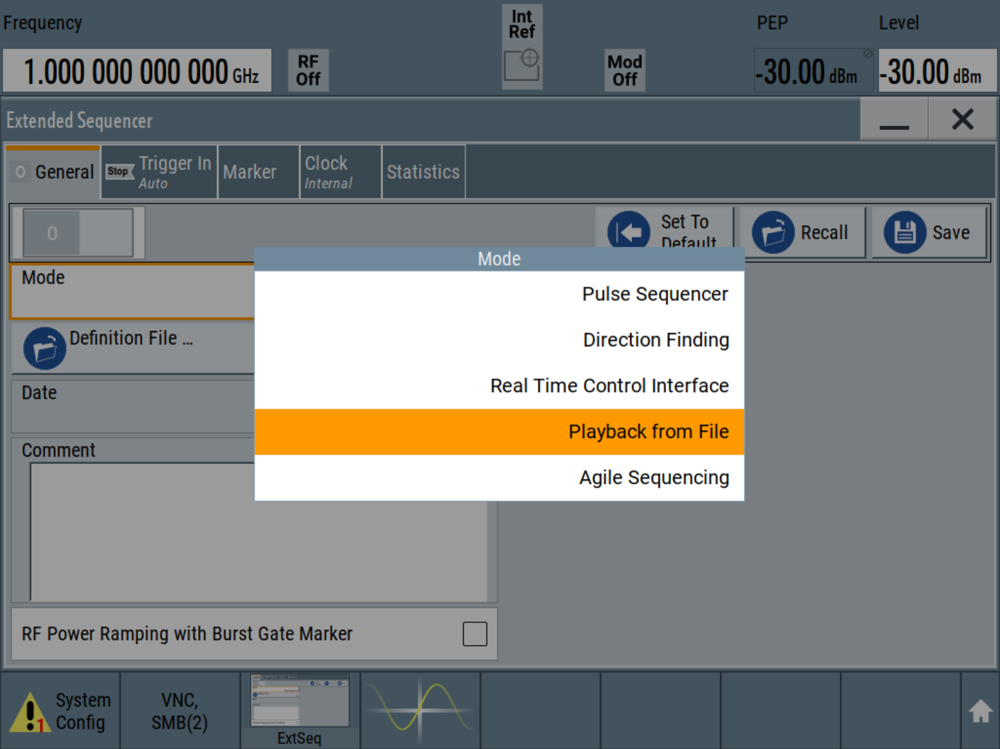 Frequency
Int
Ref
PEP
Level
1.000 000 000 000 GHz
RF
Off
Mod
Off
-30.00 dBm
-30.00 dBm
Extended Sequencer
0 General
Stop
Trigger In
Auto
Marker
Clock
Internal
Statistics
0
Set To
Default
Recall
Save
Mode
Mode
Pulse Sequencer
Direction Finding
Real Time Control Interface
Playback from File
Agile Sequencing
Definition File ...
Date
Comment
RF Power Ramping with Burst Gate Marker
1
System
Config
VNC,
SMB(2)
ExtSeq